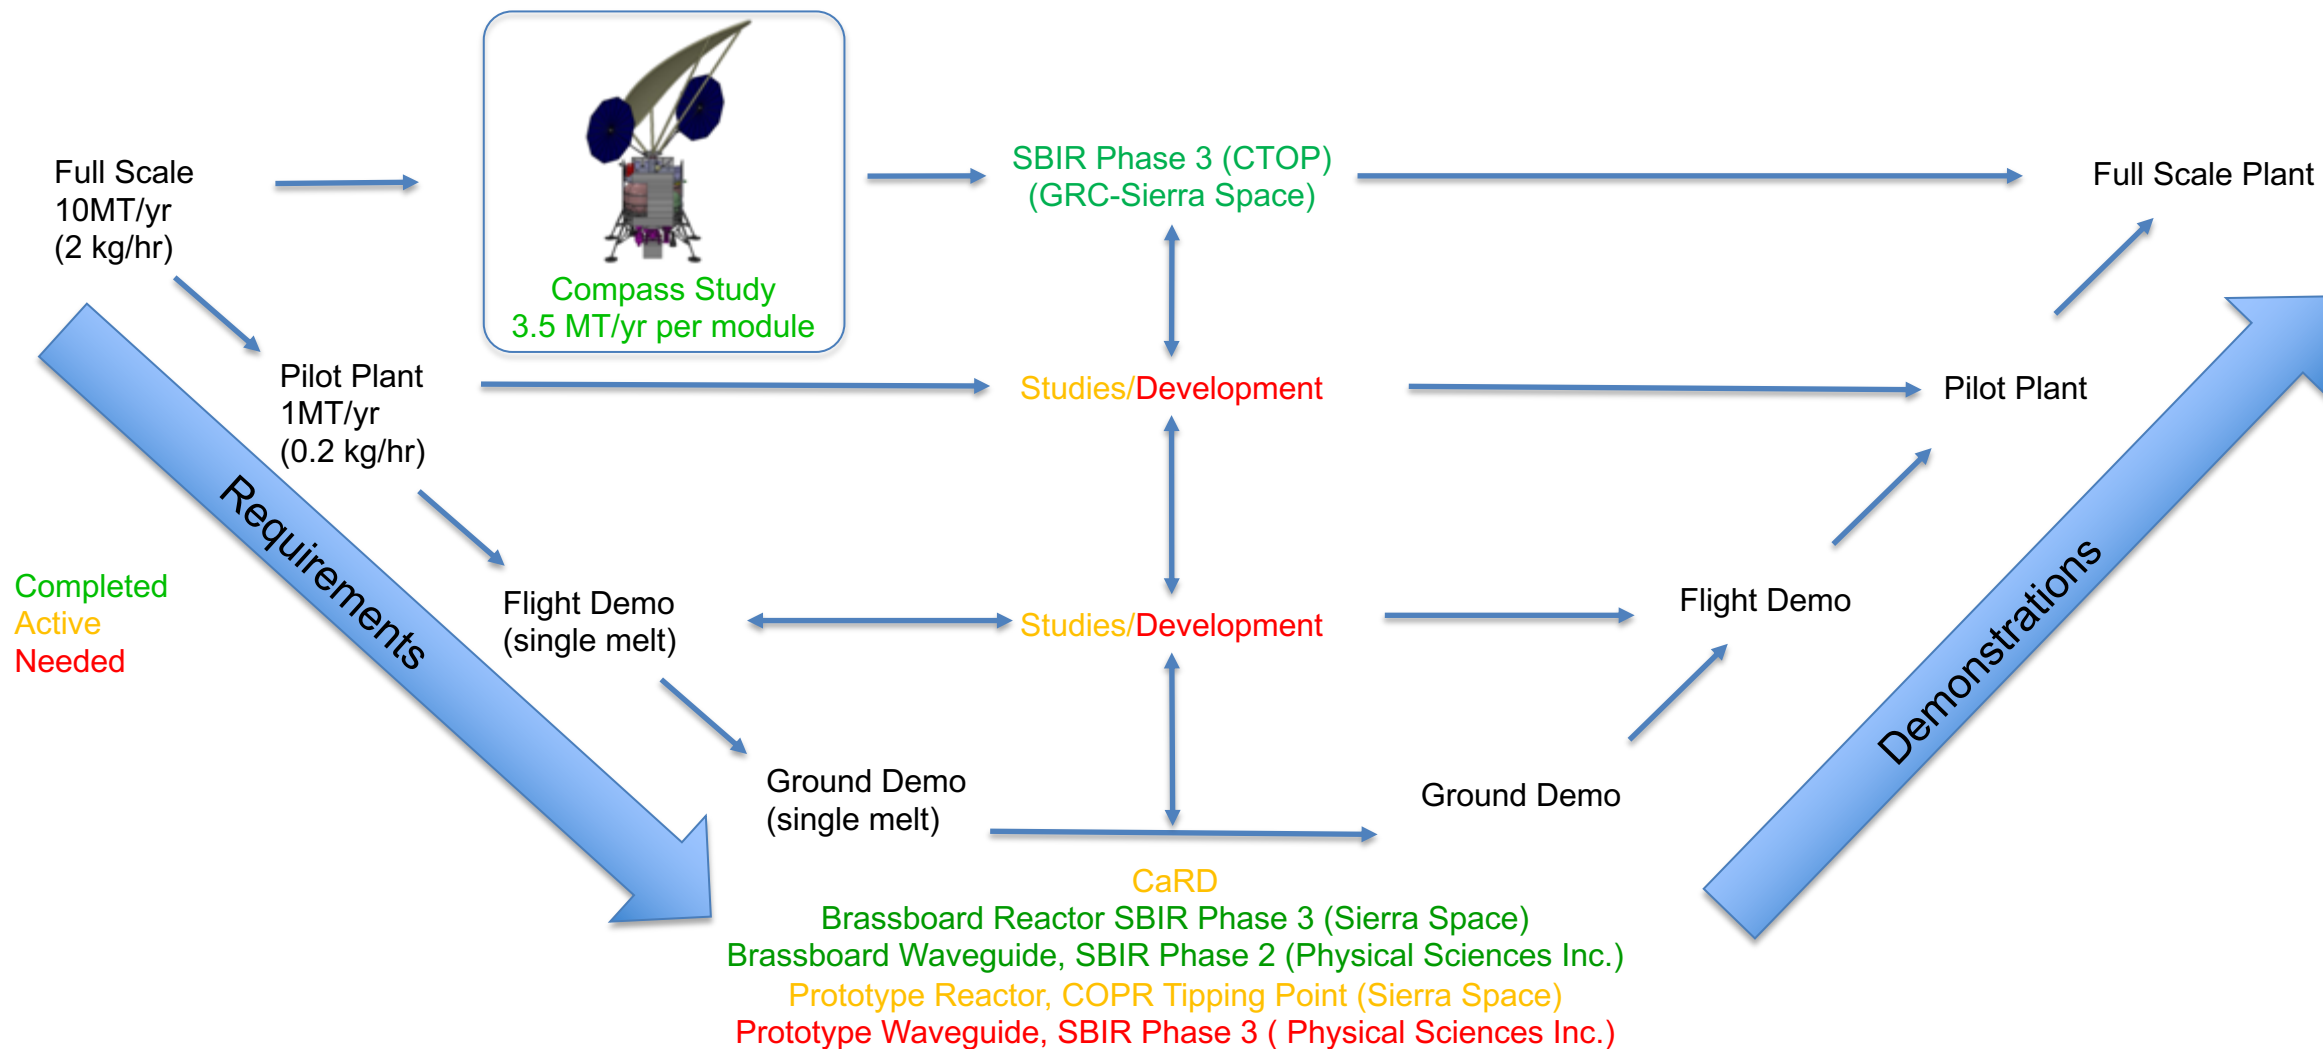 Full Scale
10MT/yr
(2 kg/hr)
Compass Study
3.5 MT/yr per module
SBIR Phase 3 (CTOP)
(GRC-Sierra Space)
Full Scale Plant
Pilot Plant
1MT/yr
(0.2 kg/hr)
Studies/Development
Pilot Plant
Requirements
Completed
Active
Needed
Flight Demo
(single melt)
Studies/Development
Flight Demo
Demonstrations
Ground Demo
(single melt)
Ground Demo
CaRD
Brassboard Reactor SBIR Phase 3 (Sierra Space)
Brassboard Waveguide, SBIR Phase 2 (Physical Sciences Inc.)
Prototype Reactor, COPR Tipping Point (Sierra Space)
Prototype Waveguide, SBIR Phase 3 ( Physical Sciences Inc.)